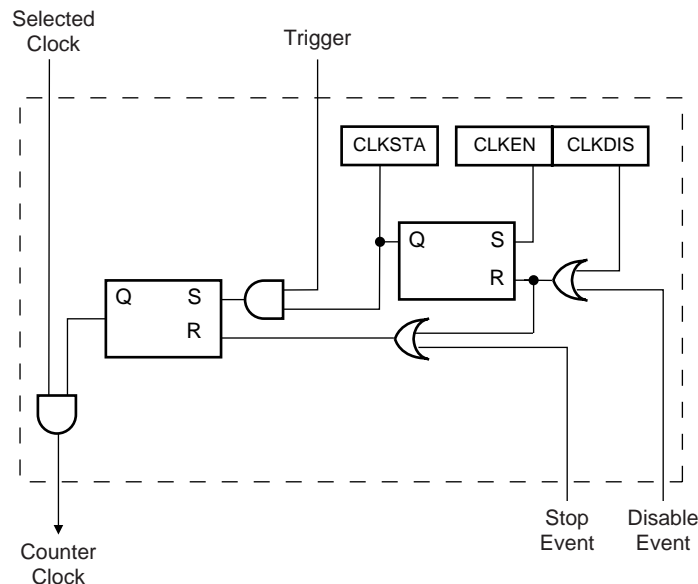 Selected
Clock
Trigger
CLKSTA
CLKEN
CLKDIS
Q
S
R
Q
S
R
Stop
Event
Disable
Event
Counter
Clock